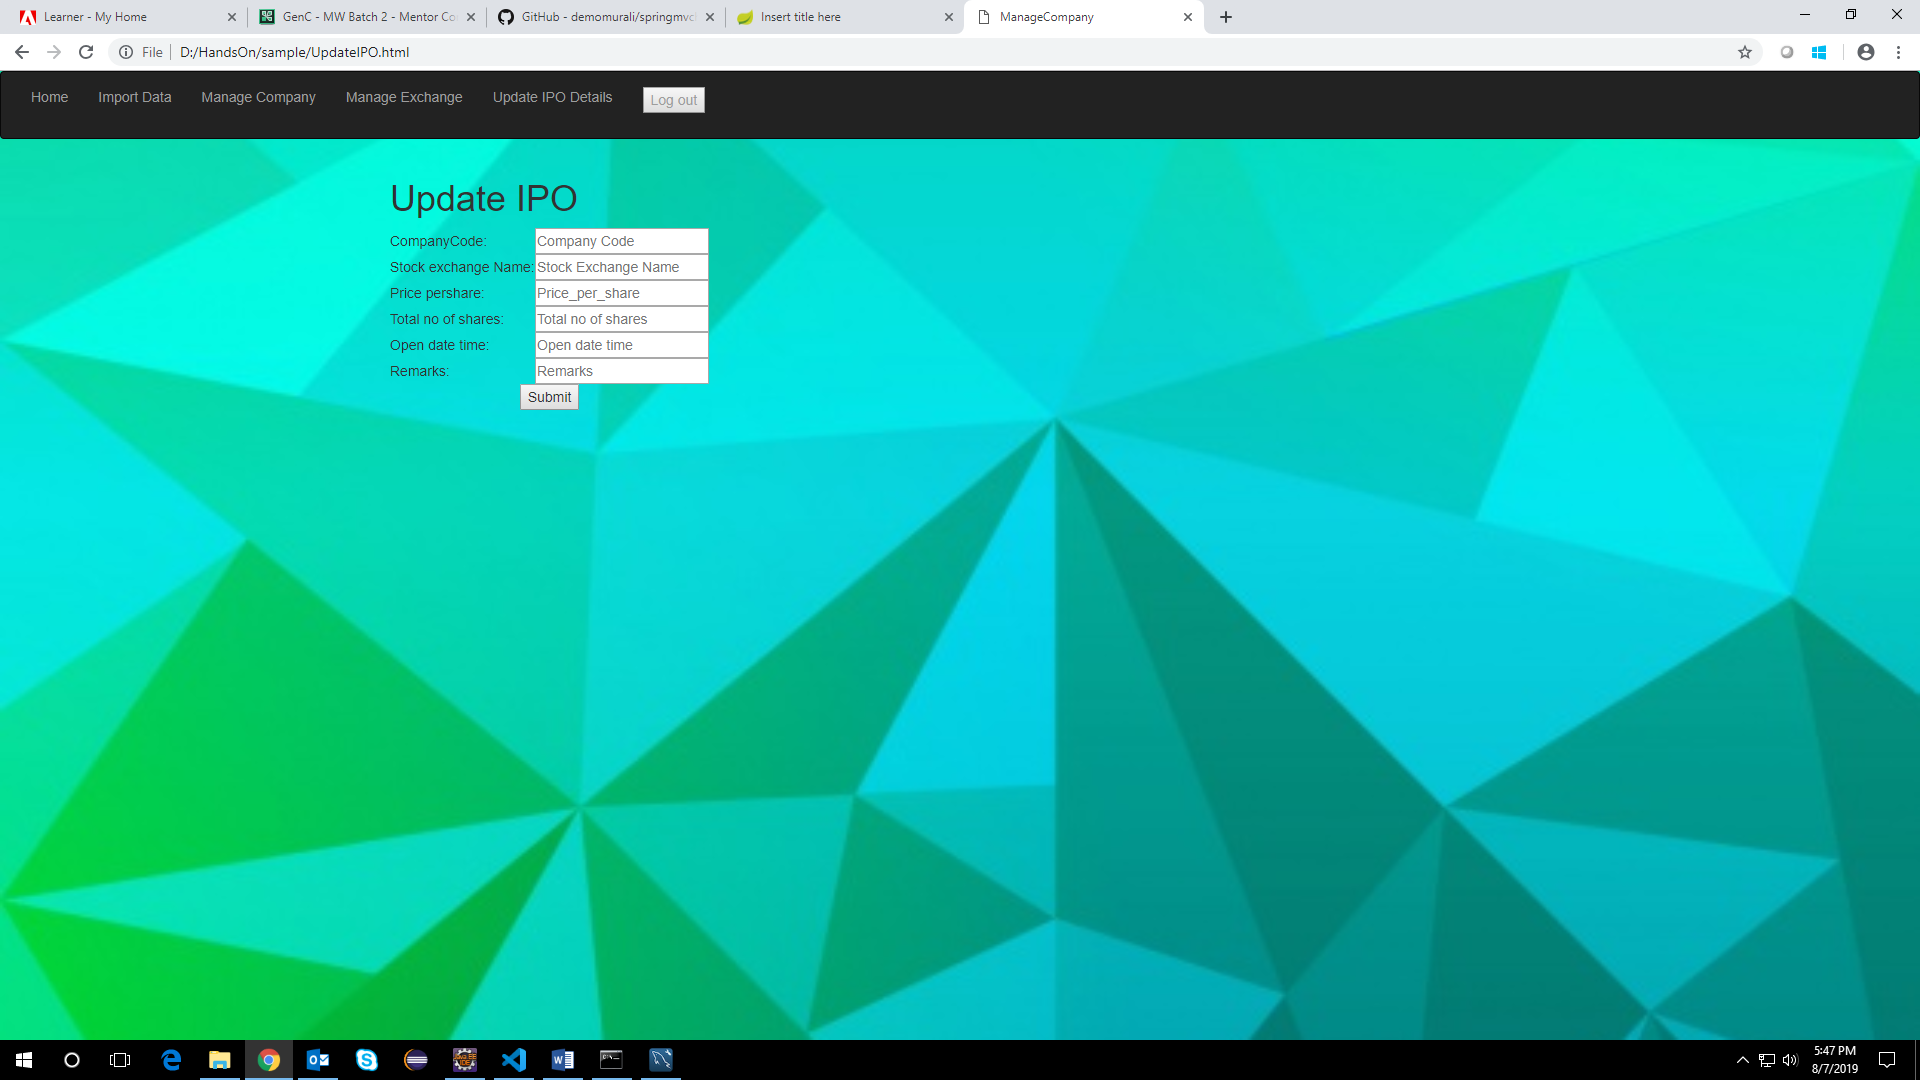 Learner - My Home
GenC - MW Batch 2 - Mentor Co
GitHub - demomurali/springmvc
Insert title here
ManageCompany
File
D:/HandsOn/sample/UpdateIPO.html
Home
Import Data
Manage Company
Manage Exchange
Update IPO Details
Log out
Update IPO
CompanyCode: Company Code
Stock exchange Name: Stock Exchange Name
Price pershare: Price_per_share
Total no of shares: Total no of shares
Open date time: Open date time
Remarks: Remarks
Submit
5:47 PM
8/7/2019